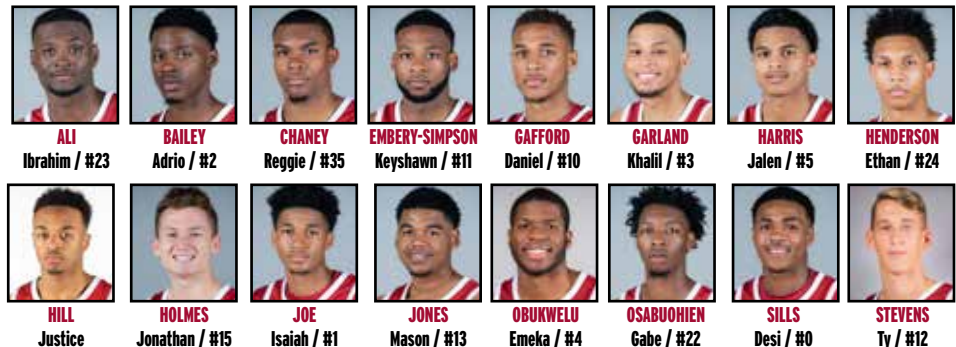 ALI BAILEY CHANEY EMBERY-SIMPSON GAFFORD GARLAND HARRIS HENDERSON
Ibrahim / #23 Adrio / #2 Reggie / #35 Keyshawn / #11 Daniel / #10 Khalil / #3 Jalen / #5 Ethan / #24
HILL HOLMES JOE JONES OBUKWELU OSABUOHIEN SILLS STEVENS
Justice Jonathan / #15 Isaiah / #1 Mason / #13 Emeka / #4 Gabe / #22 Desi / #0 Ty / #12